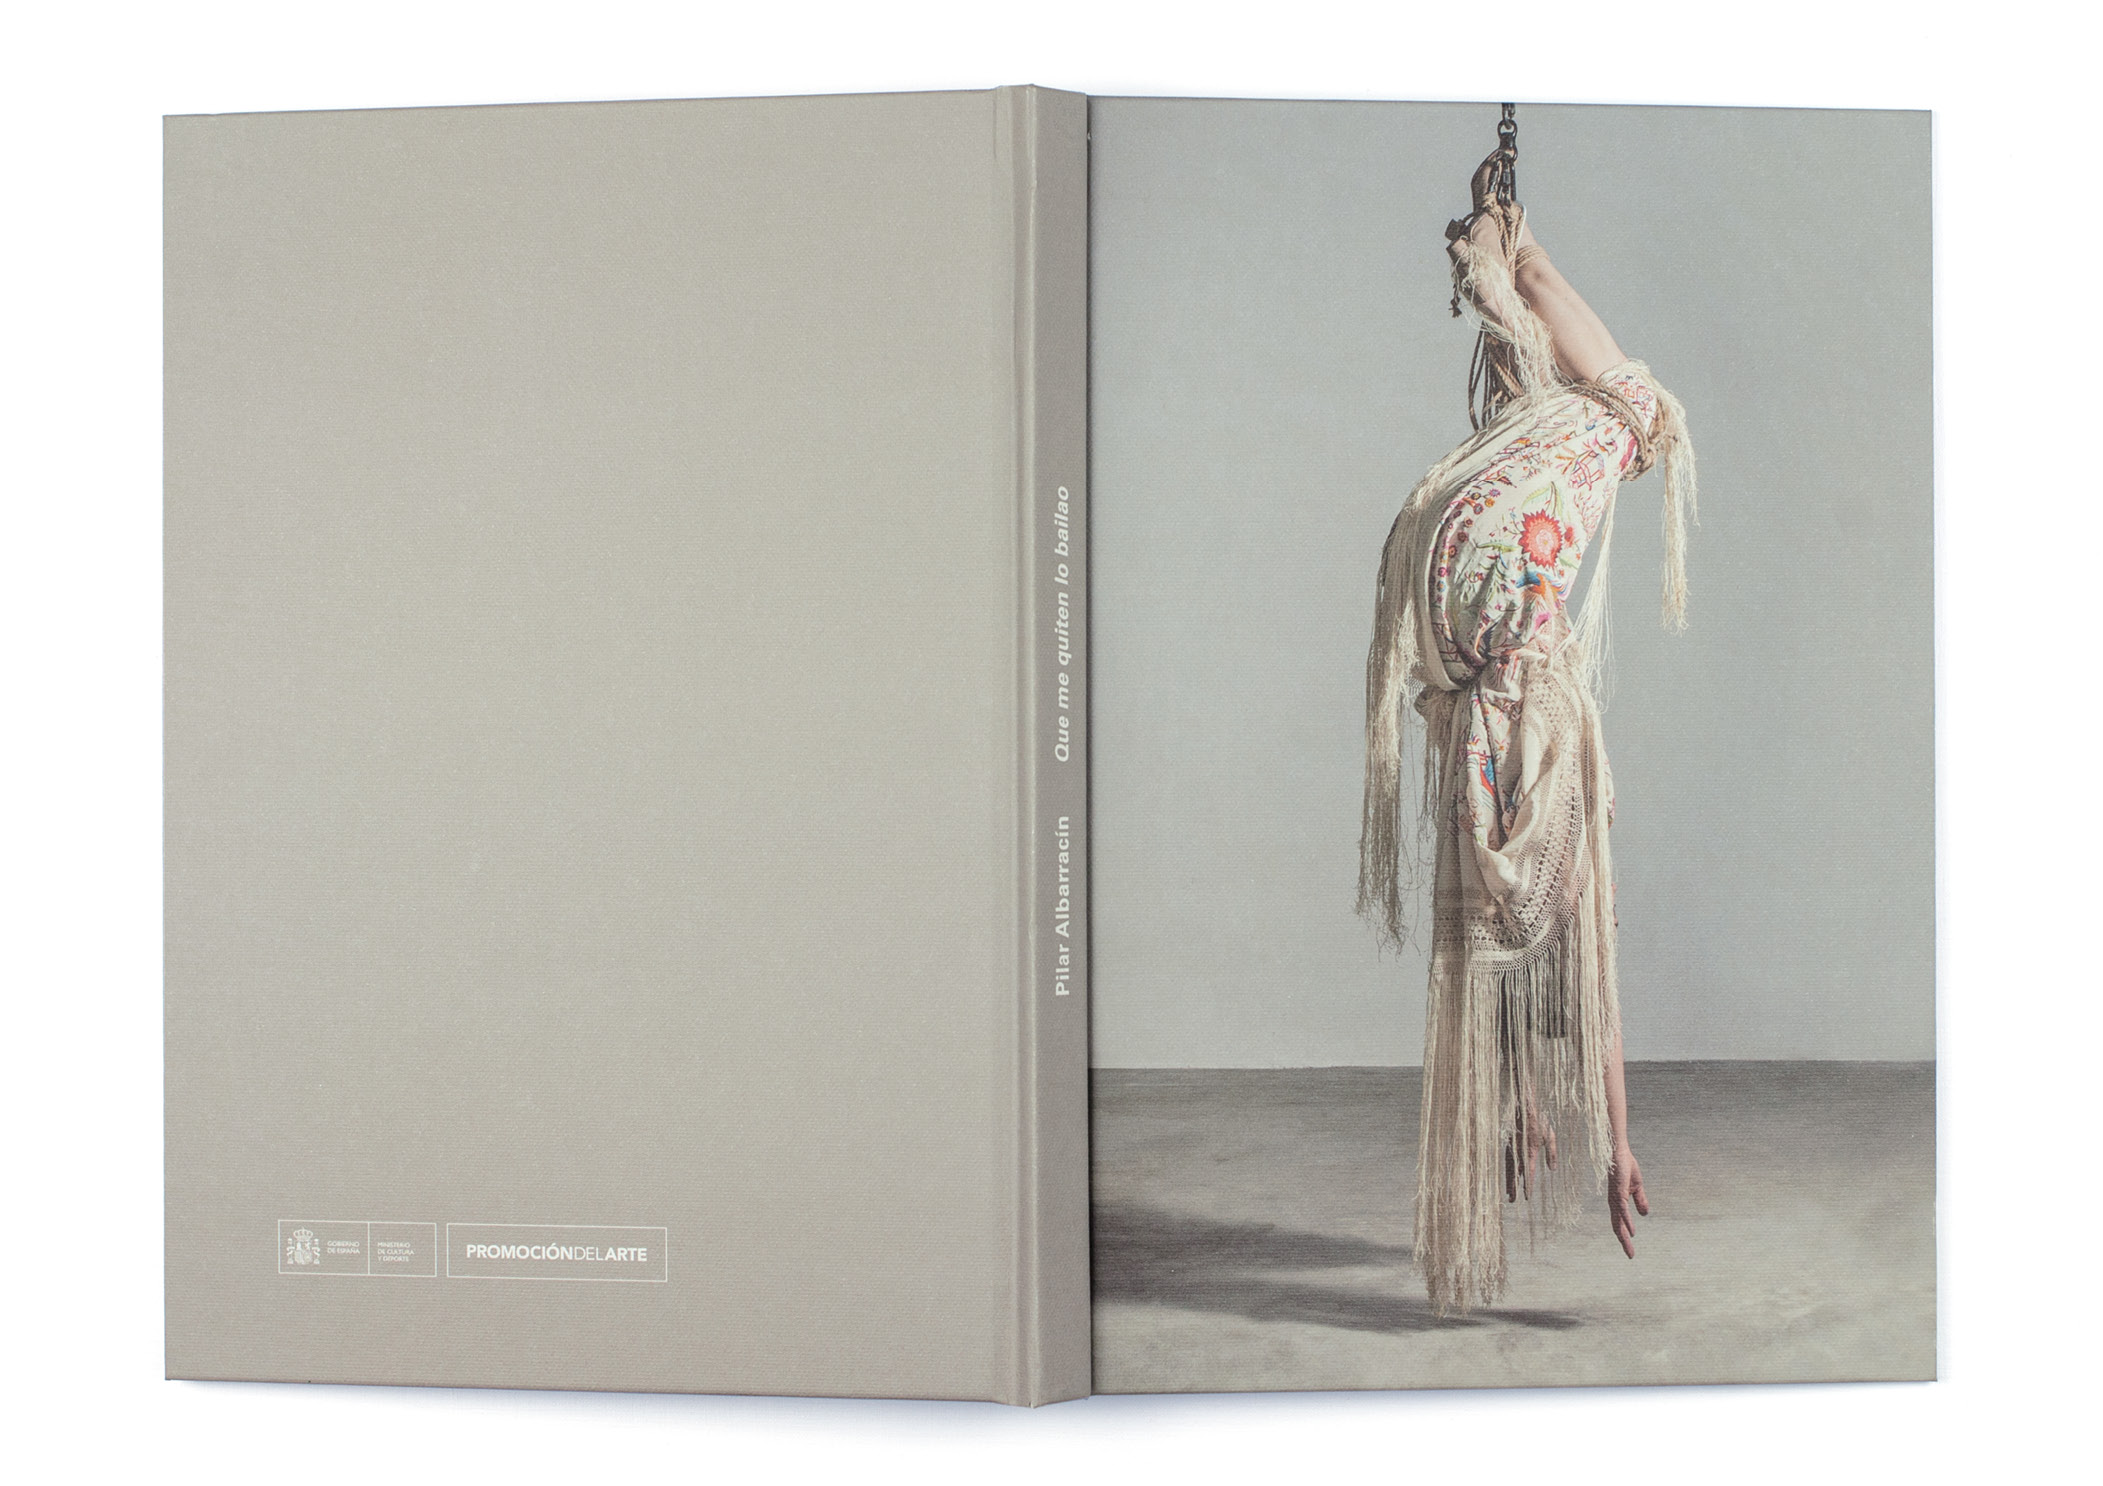 Pilar Albarracín Que me quiten lo bailao
GOBIERNO
DE ESPAÑA
MINISTERIO
DE CULTURA
Y DEPORTE
PROMOCIÓNDELARTE